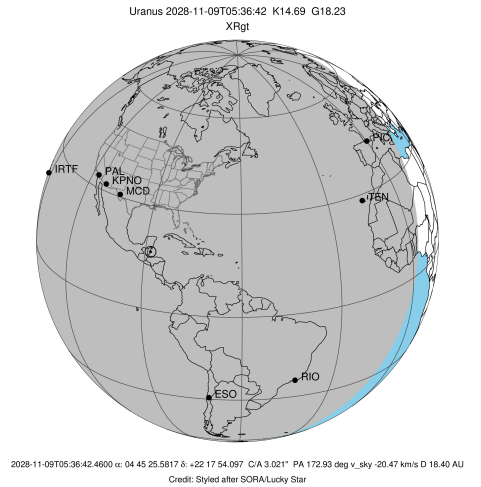 Uranus 2028-11-09T05:36:42 K14.69 G18.23
XRgt
PIC
IRTF
PAL
KPNO
MCD
TEN
RIO
ESO
2028-11-09T05:36:42.4600 α: 04 45 25.5817 δ: +22 17 54.097 C/A 3.021" PA 172.93 deg v_sky -20.47 km/s D 18.40 AU
Credit: Styled after SORA/Lucky Star